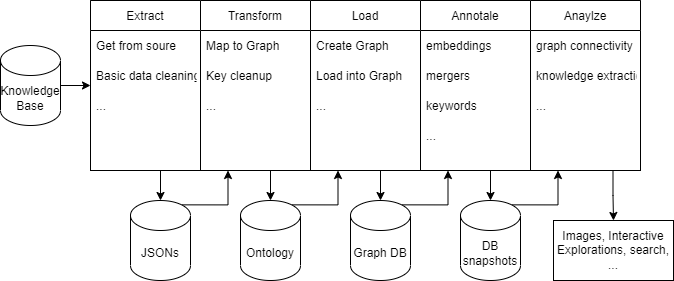 Extract
Transform
Load
Annotale
Anaylze
Get from soure
Basic data cleaning
...
Map to Graph
Key cleanup
...
Create Graph
Load into Graph
...
embeddings
mergers
keywords
...
graph connectivity
knowledge extracti
...
Knowledge
Base
JSONs
Ontology
Graph DB
DB
snapshots
Images, Interactive
Explorations, search,
...